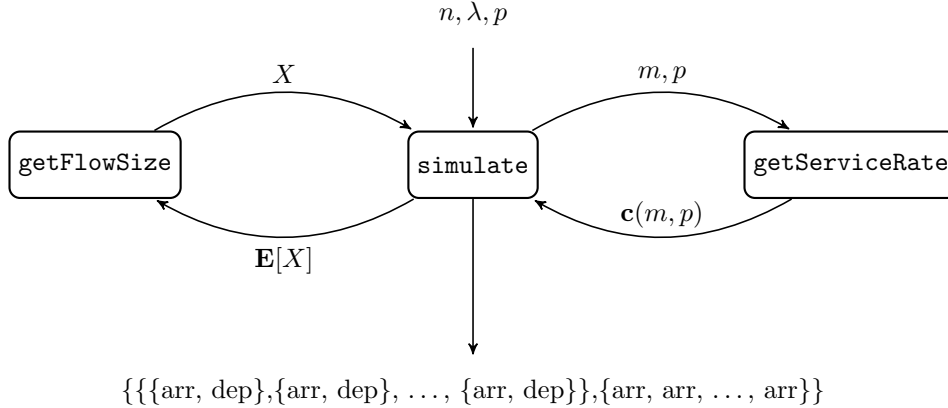 n, λ, p
X
m, p
getFlowSize
simulate
getServiceRate
E[X]
c(m, p)
{{{arr, dep},{arr, dep}, ..., {arr, dep}},{arr, arr, ..., arr}}